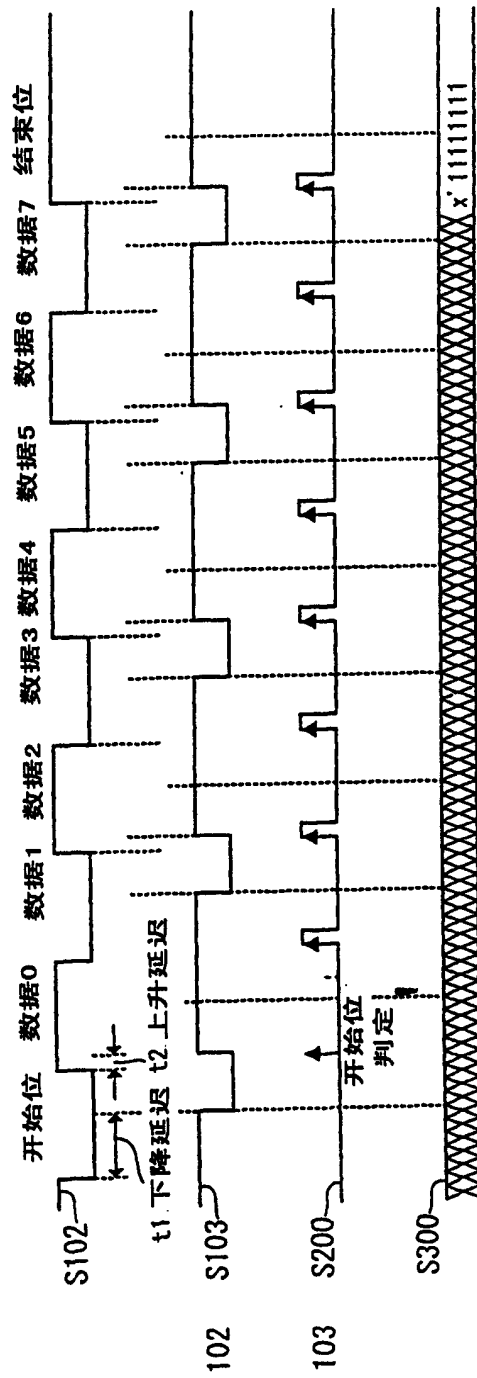 开始位 数据0 数据1 数据2 数据3 数据4 数据5 数据6 数据7 结束位
S102
t1 下降延迟 t2 上升延迟
102 S103
103 S200
开始位
判定
S300
x'11111111